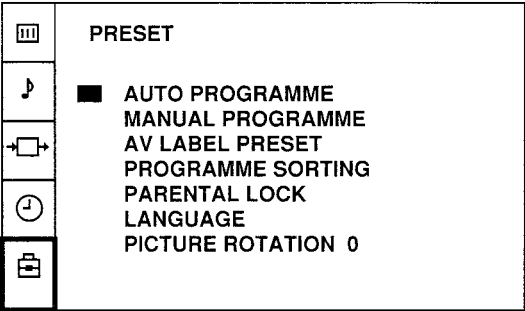 PRESET
AUTO PROGRAMME
MANUAL PROGRAMME
AV LABEL PRESET
PROGRAMME SORTING
PARENTAL LOCK
LANGUAGE
PICTURE ROTATION 0